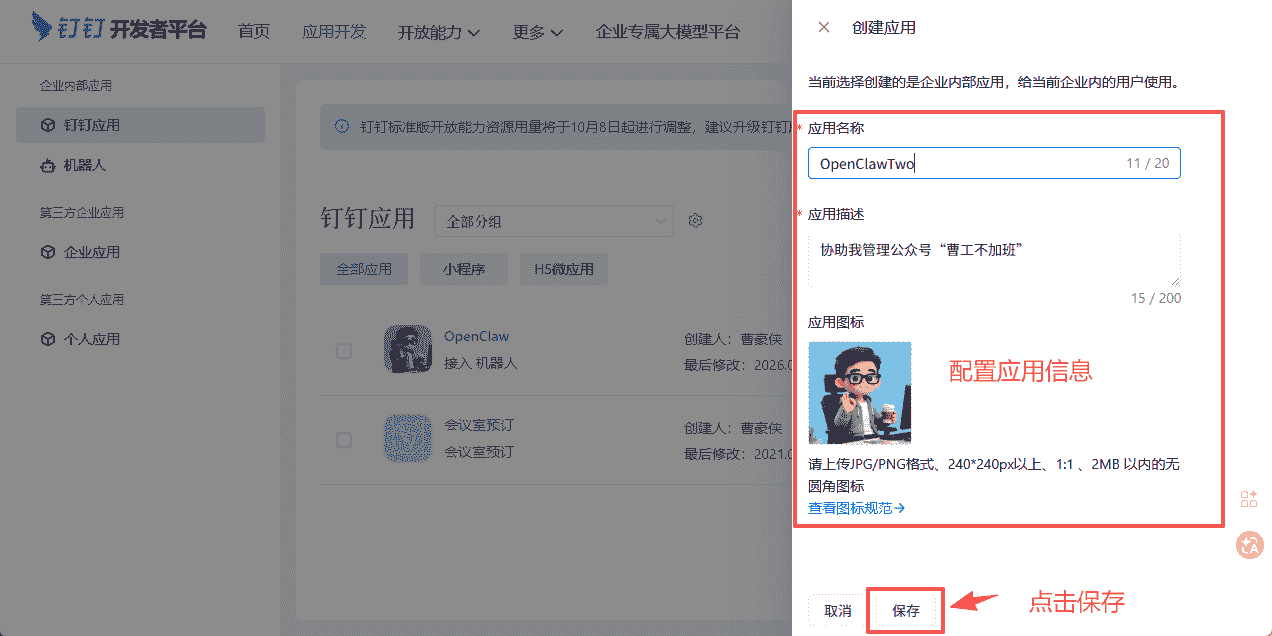 钉钉 开发者平台
首页
应用开发
开放能力
更多
企业专属大模型平台
企业内部应用
钉钉应用
机器人
第三方企业应用
企业应用
第三方个人应用
个人应用
钉钉标准版开放能力资源用量将于10月8日起进行调整，建议升级钉钉
钉钉应用
全部分组
全部应用
小程序
H5微应用
OpenClaw
接入 机器人
创建人：曹豪侠
最后修改：2026.0
会议室预订
会议室预订
创建人：曹豪侠
最后修改：2021.0
创建应用
当前选择创建的是企业内部应用，给当前企业内的用户使用。
* 应用名称
OpenClawTwo
11 / 20
* 应用描述
协助我管理公众号“曹工不加班”
15 / 200
应用图标
配置应用信息
请上传JPG/PNG格式、240*240px以上、1:1 、2MB 以内的无
圆角图标
查看图标规范→
取消
保存
点击保存